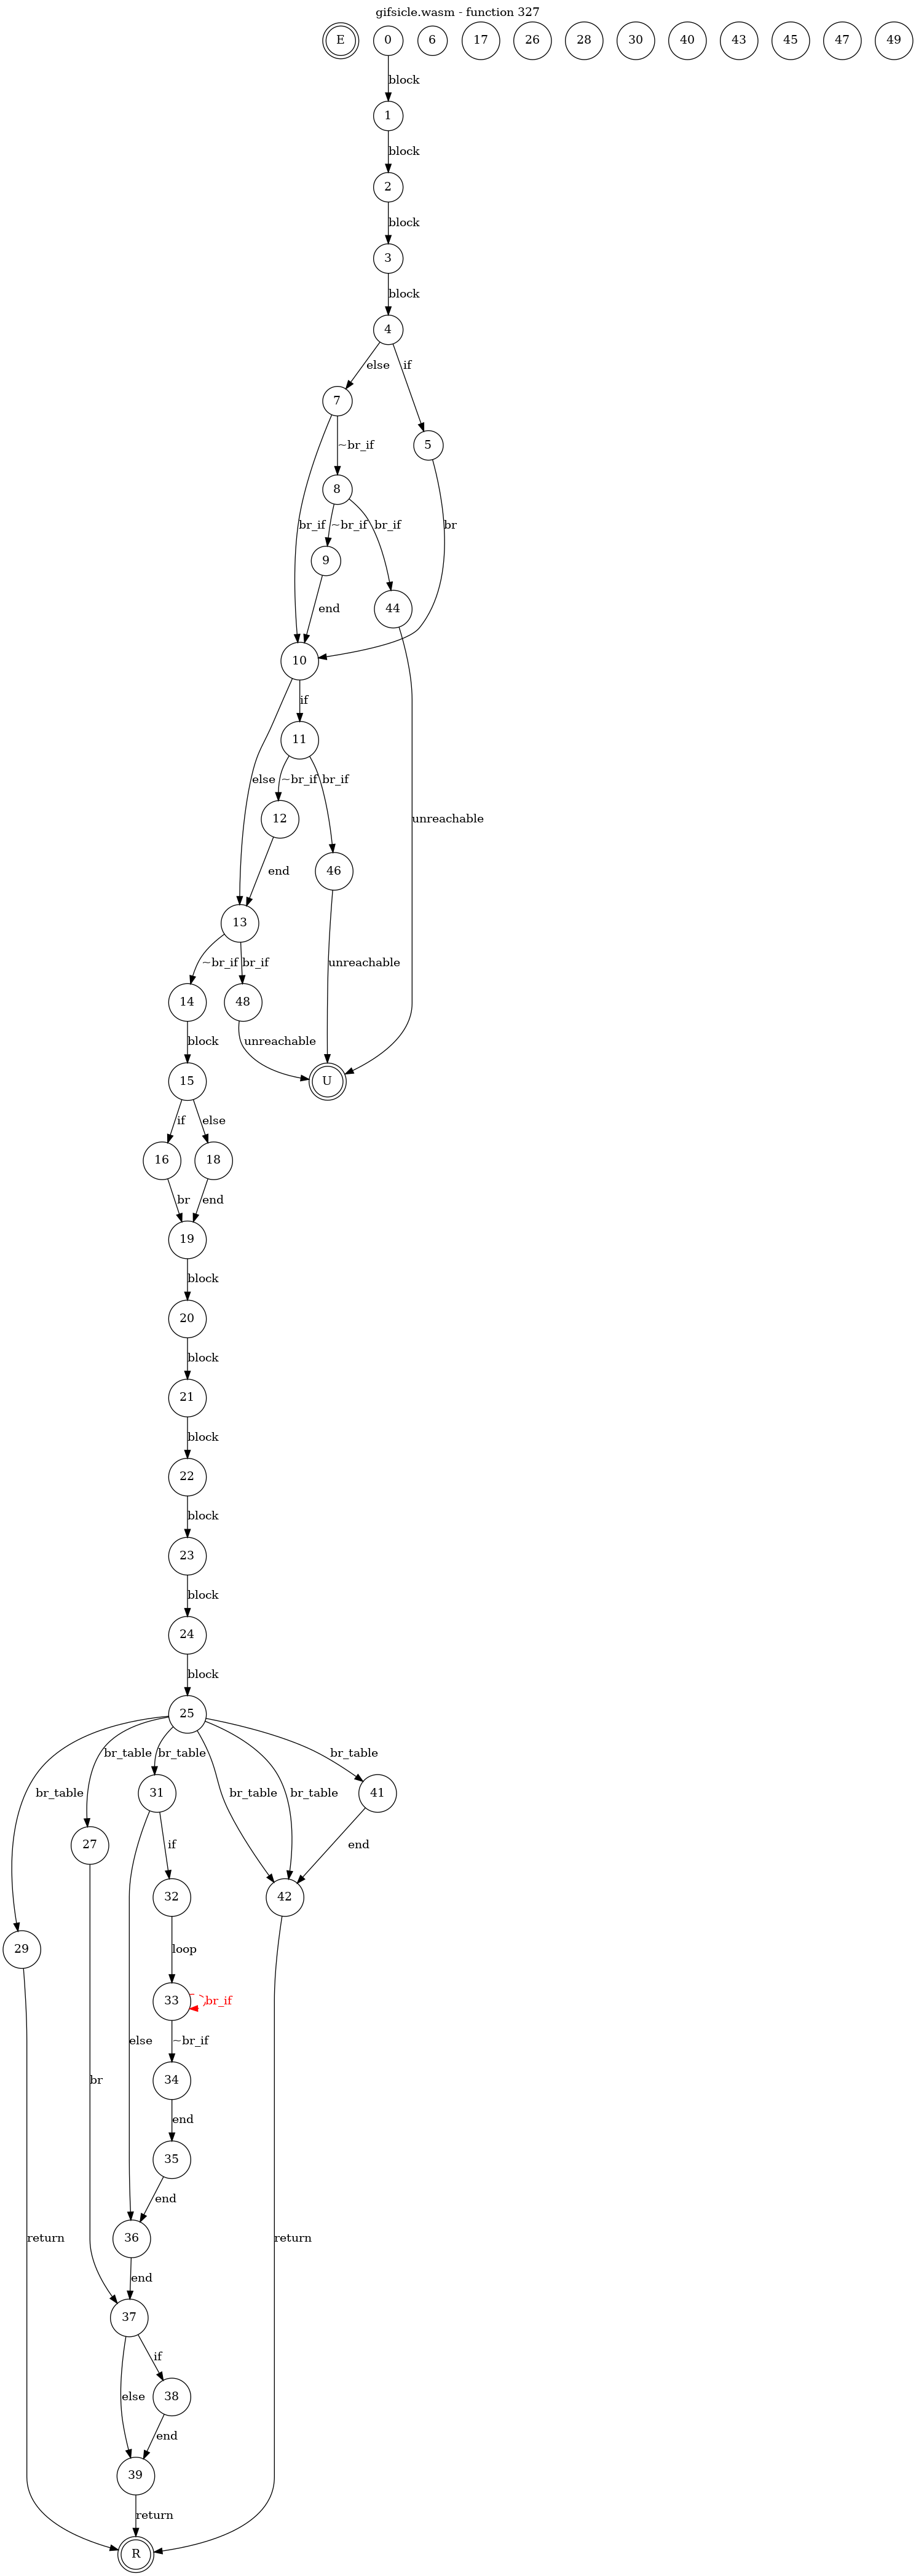 gifsicle.wasm - function 327
E 0 6 17 26 28 30 40 43 45 47 49
block
1
block
2
block
3
block
4
else if
7
5
br_if ~br_if
8
br
~br_if br_if
9
end
44
10
if
11
else ~br_if br_if
12
unreachable
end
46
13
~br_if br_if unreachable
14 48
block unreachable
15 U
if else
16 18
br end
19
block
20
block
21
block
22
block
23
block
24
block
25
br_table br_table br_table br_table br_table br_table
31 41
27
if end
32 42
29
loop
33 br_if
else ~br_if
br 34
end
35
end
return 36 return
end
37
if
else 38
end
39
return
R